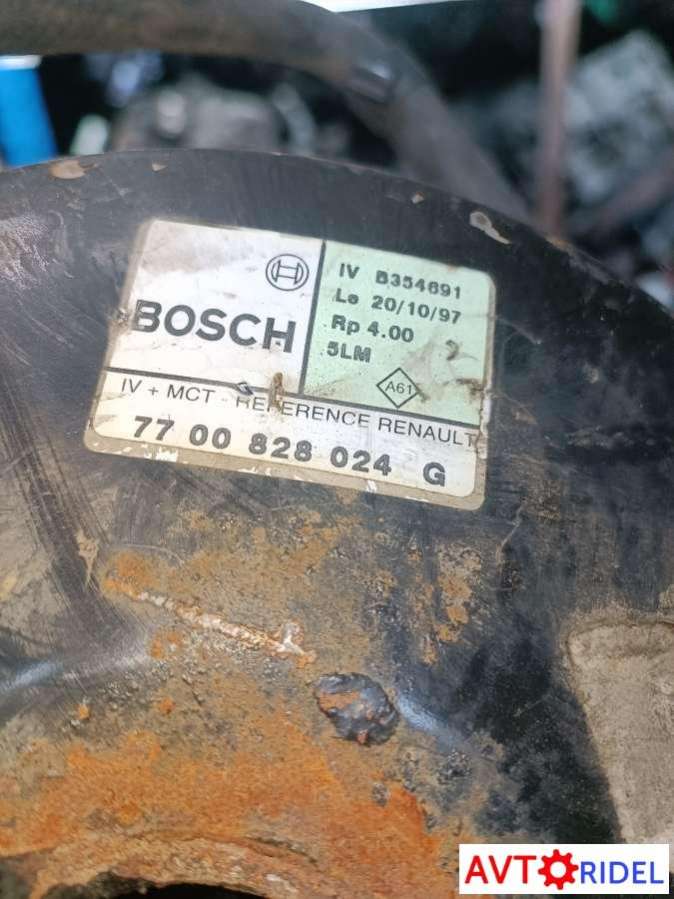 BOSCH
IV B354691
Le 20/10/97
Rp 4.00
5LM
A61
IV + MCT - REFERENCE RENAULT
77 00 828 024 G
AVTORIDEL